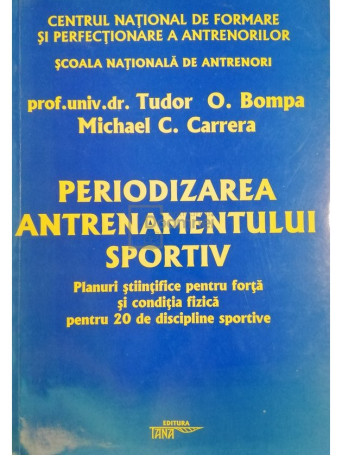 CENTRUL NAȚIONAL DE FORMARE
ȘI PERFECȚIONARE A ANTRENORILOR
ȘCOALA NAȚIONALĂ DE ANTRENORI
prof.univ.dr. Tudor O. Bompa
Michael C. Carrera
PERIODIZAREA
ANTRENAMENTULUI
SPORTIV
Planuri științifice pentru forță
și condiția fizică
pentru 20 de discipline sportive
EDITURA
TANA